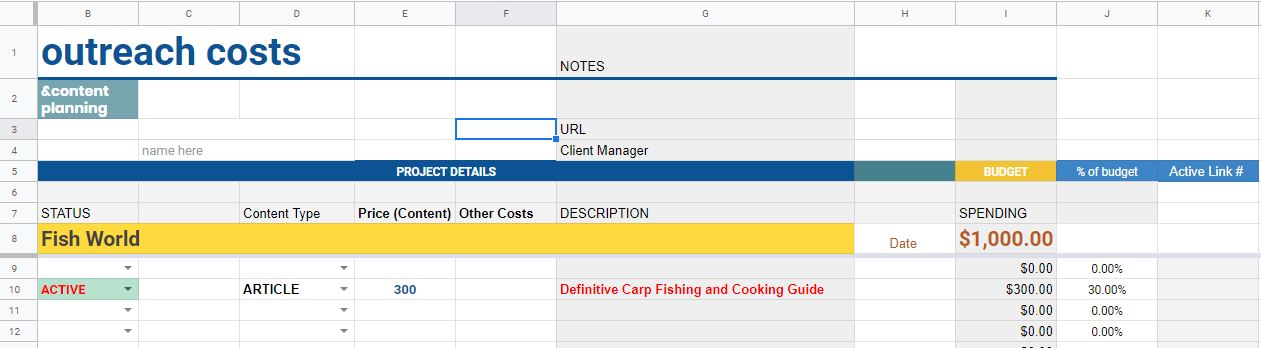 B C D E F G H I J K
1 outreach costs NOTES
2 &content planning
3 URL
4 name here Client Manager
5 PROJECT DETAILS BUDGET % of budget Active Link #
6
7 STATUS Content Type Price (Content) Other Costs DESCRIPTION SPENDING
8 Fish World Date $1,000.00
9 $0.00 0.00%
10 ACTIVE ARTICLE 300 Definitive Carp Fishing and Cooking Guide $300.00 30.00%
11 $0.00 0.00%
12 $0.00 0.00%